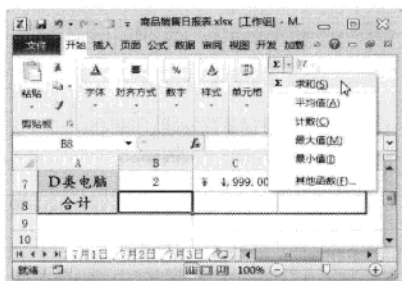 商品销售日报表.xlsx [工作组] - M...
文件 开始 插入 页面 公式 数据 审阅 视图 开发 加载
粘贴 字体 对齐方式 数字 样式 单元格
Σ 求和(S)
平均值(A)
计数(C)
最大值(M)
最小值(I)
其他函数(F)...
剪贴板
B8 fx
A B C
7 D类电脑 2 ¥ 4,999.00
8 合计
9
10
7月1日 7月2日 7月3日
就绪 100%